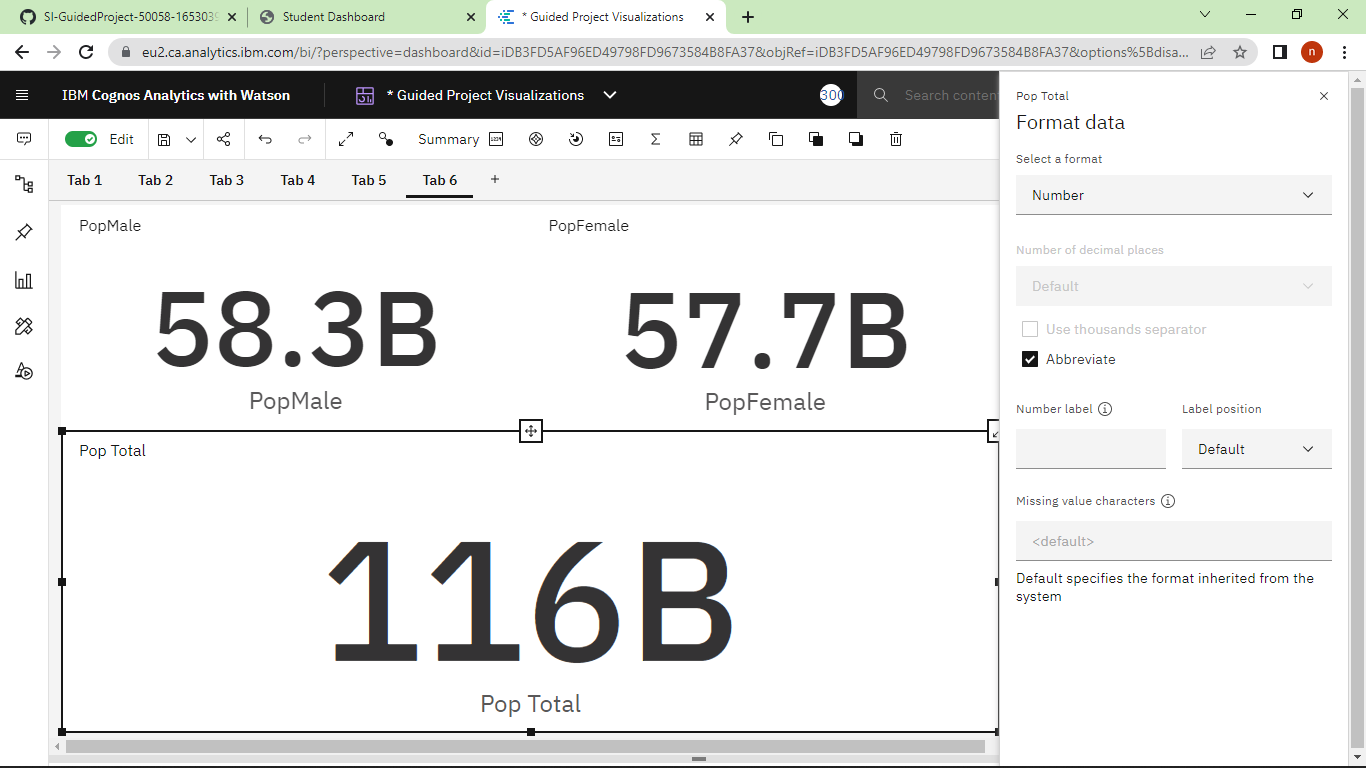 SI-GuidedProject-50058-1653039
Student Dashboard
* Guided Project Visualizations
eu2.ca.analytics.ibm.com/bi/?perspective=dashboard&id=iDB3FD5AF96ED49798FD9673584B8FA37&objRef=iDB3FD5AF96ED49798FD9673584B8FA37&options%5Bdisa...
n
IBM Cognos Analytics with Watson
* Guided Project Visualizations
300
Search conten
Edit
Summary
Tab 1
Tab 2
Tab 3
Tab 4
Tab 5
Tab 6
PopMale
58.3B
PopMale
PopFemale
57.7B
PopFemale
Pop Total
116B
Pop Total
Pop Total
Format data
Select a format
Number
Number of decimal places
Default
Use thousands separator
Abbreviate
Number label
Label position
Default
Missing value characters
<default>
Default specifies the format inherited from the
system